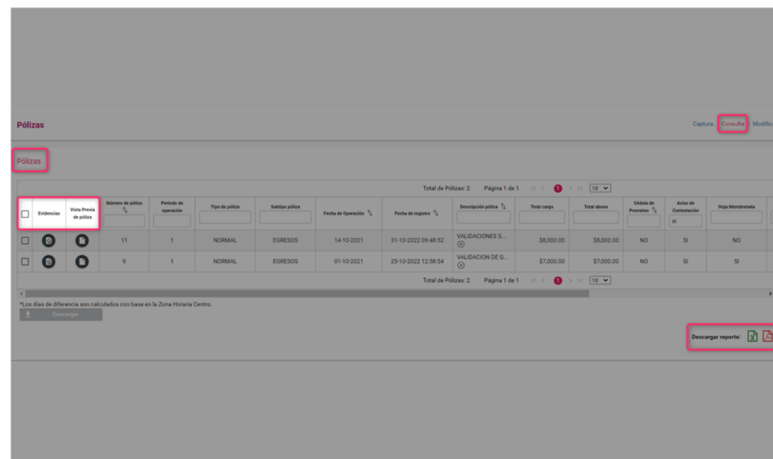 Pólizas
Captura Consulta Modific
Pólizas
Total de Pólizas: 2 Página 1 de 1 1 10
Evidencias Vista Previa de póliza Número de póliza Periodo de operación Tipo de póliza Subtipo póliza Fecha de Operación Fecha de registro Descripción póliza Total cargo Total abono Cédula de Prorrateo Aviso de Contratación Hoja Membretada
SI
11 1 NORMAL EGRESOS 14-10-2021 31-10-2022 09:48:52 VALIDACIONES S... $8,000.00 $8,000.00 NO SI NO
9 1 NORMAL EGRESOS 01-10-2021 25-10-2022 12:58:54 VALIDACION DE G... $7,000.00 $7,000.00 NO SI SI
Total de Pólizas: 2 Página 1 de 1 1 10
*Los días de diferencia son calculados con base en la Zona Horaria Centro.
Descargar
Descargar reporte: